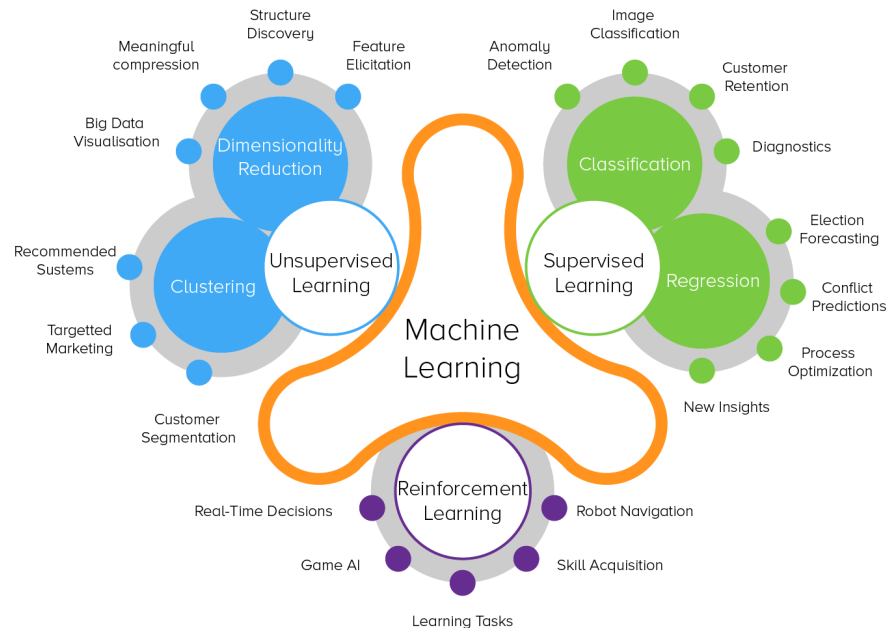 Structure
Discovery
Meaningful
compression
Feature
Elicitation
Big Data
Visualisation
Dimensionality
Reduction
Recommended
Sustems
Clustering
Unsupervised
Learning
Targetted
Marketing
Customer
Segmentation
Image
Classification
Anomaly
Detection
Customer
Retention
Classification
Diagnostics
Election
Forecasting
Supervised
Learning
Regression
Conflict
Predictions
Process
Optimization
New Insights
Machine
Learning
Reinforcement
Learning
Real-Time Decisions
Robot Navigation
Game AI
Skill Acquisition
Learning Tasks